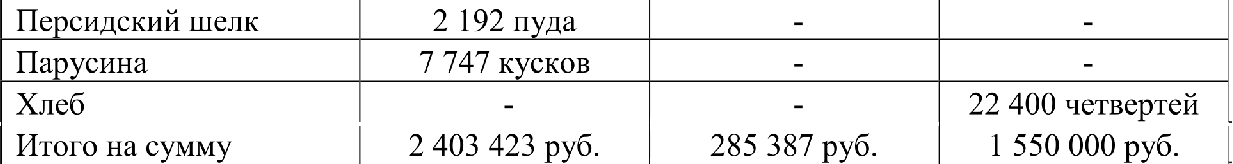 Персидский шелк 2 192 пуда - -
Парусина 7 747 кусков - -
Хлеб - - 22 400 четвертей
Итого на сумму 2 403 423 руб. 285 387 руб. 1 550 000 руб.